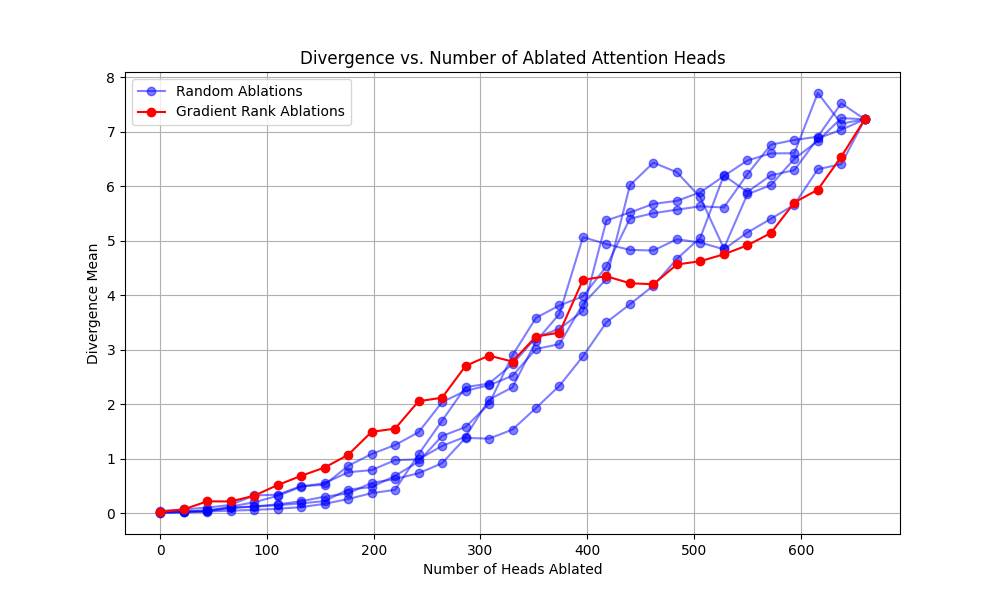 Divergence vs. Number of Ablated Attention Heads
Random Ablations
Gradient Rank Ablations
Divergence Mean
8
7
6
5
4
3
2
1
0
0 100 200 300 400 500 600
Number of Heads Ablated